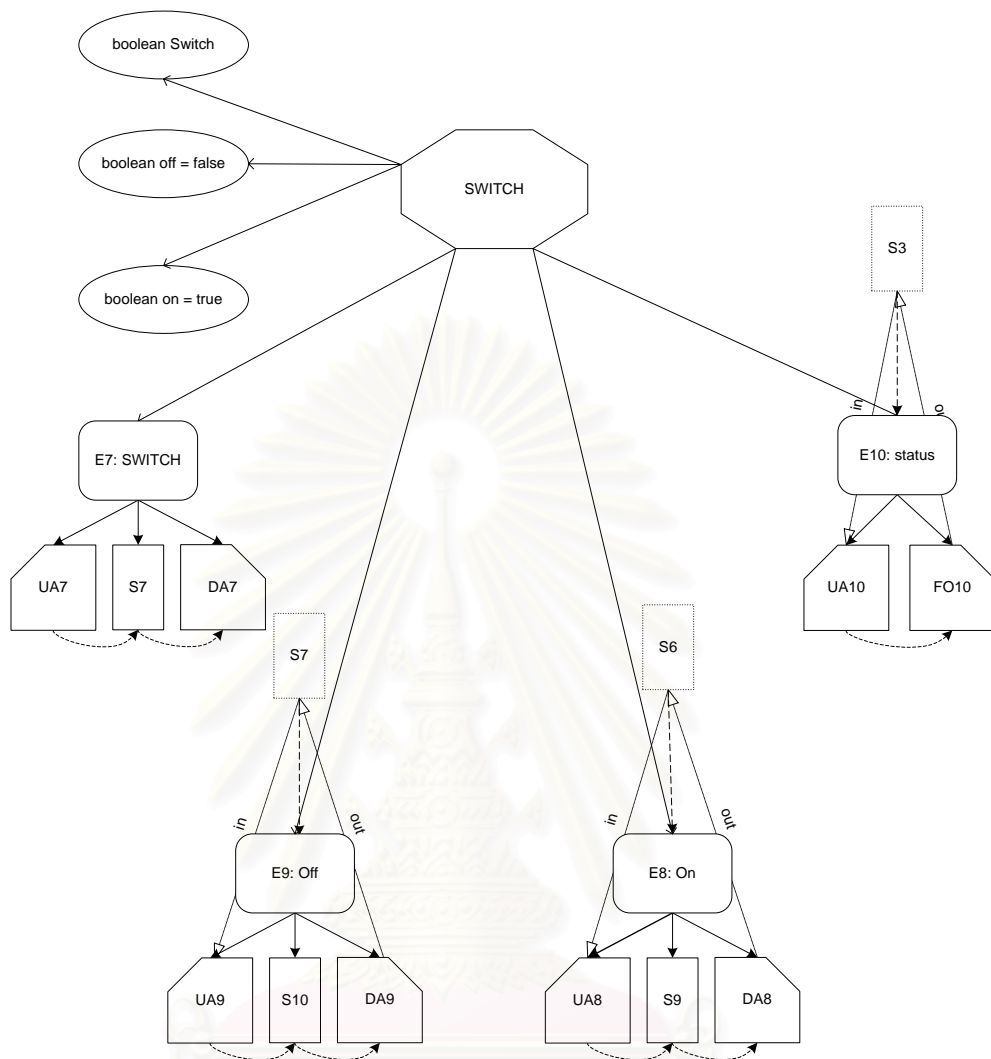 boolean Switch
boolean off = false
SWITCH
boolean on = true
S3
in
ou
E7: SWITCH
E10: status
UA7
S7
DA7
UA10
FO10
S7
S6
in
out
in
out
E9: Off
E8: On
UA9
S10
DA9
UA8
S9
DA8